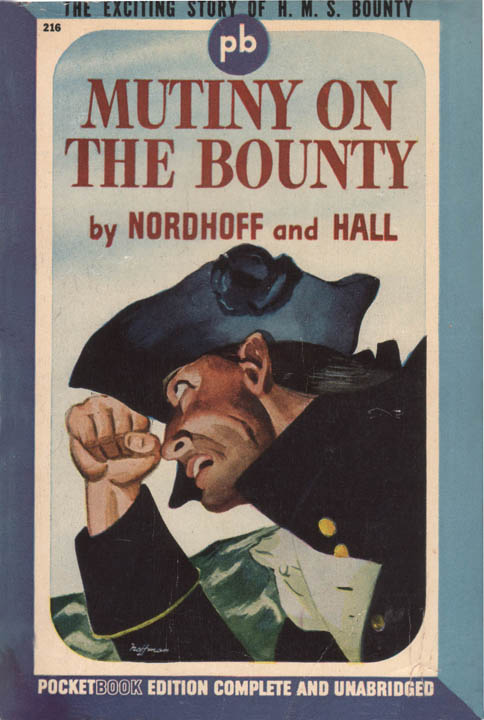 THE EXCITING STORY OF H. M. S. BOUNTY
216
pb
MUTINY ON
THE BOUNTY
by NORDHOFF and HALL
Hoffman
POCKETBOOK EDITION COMPLETE AND UNABRIDGED